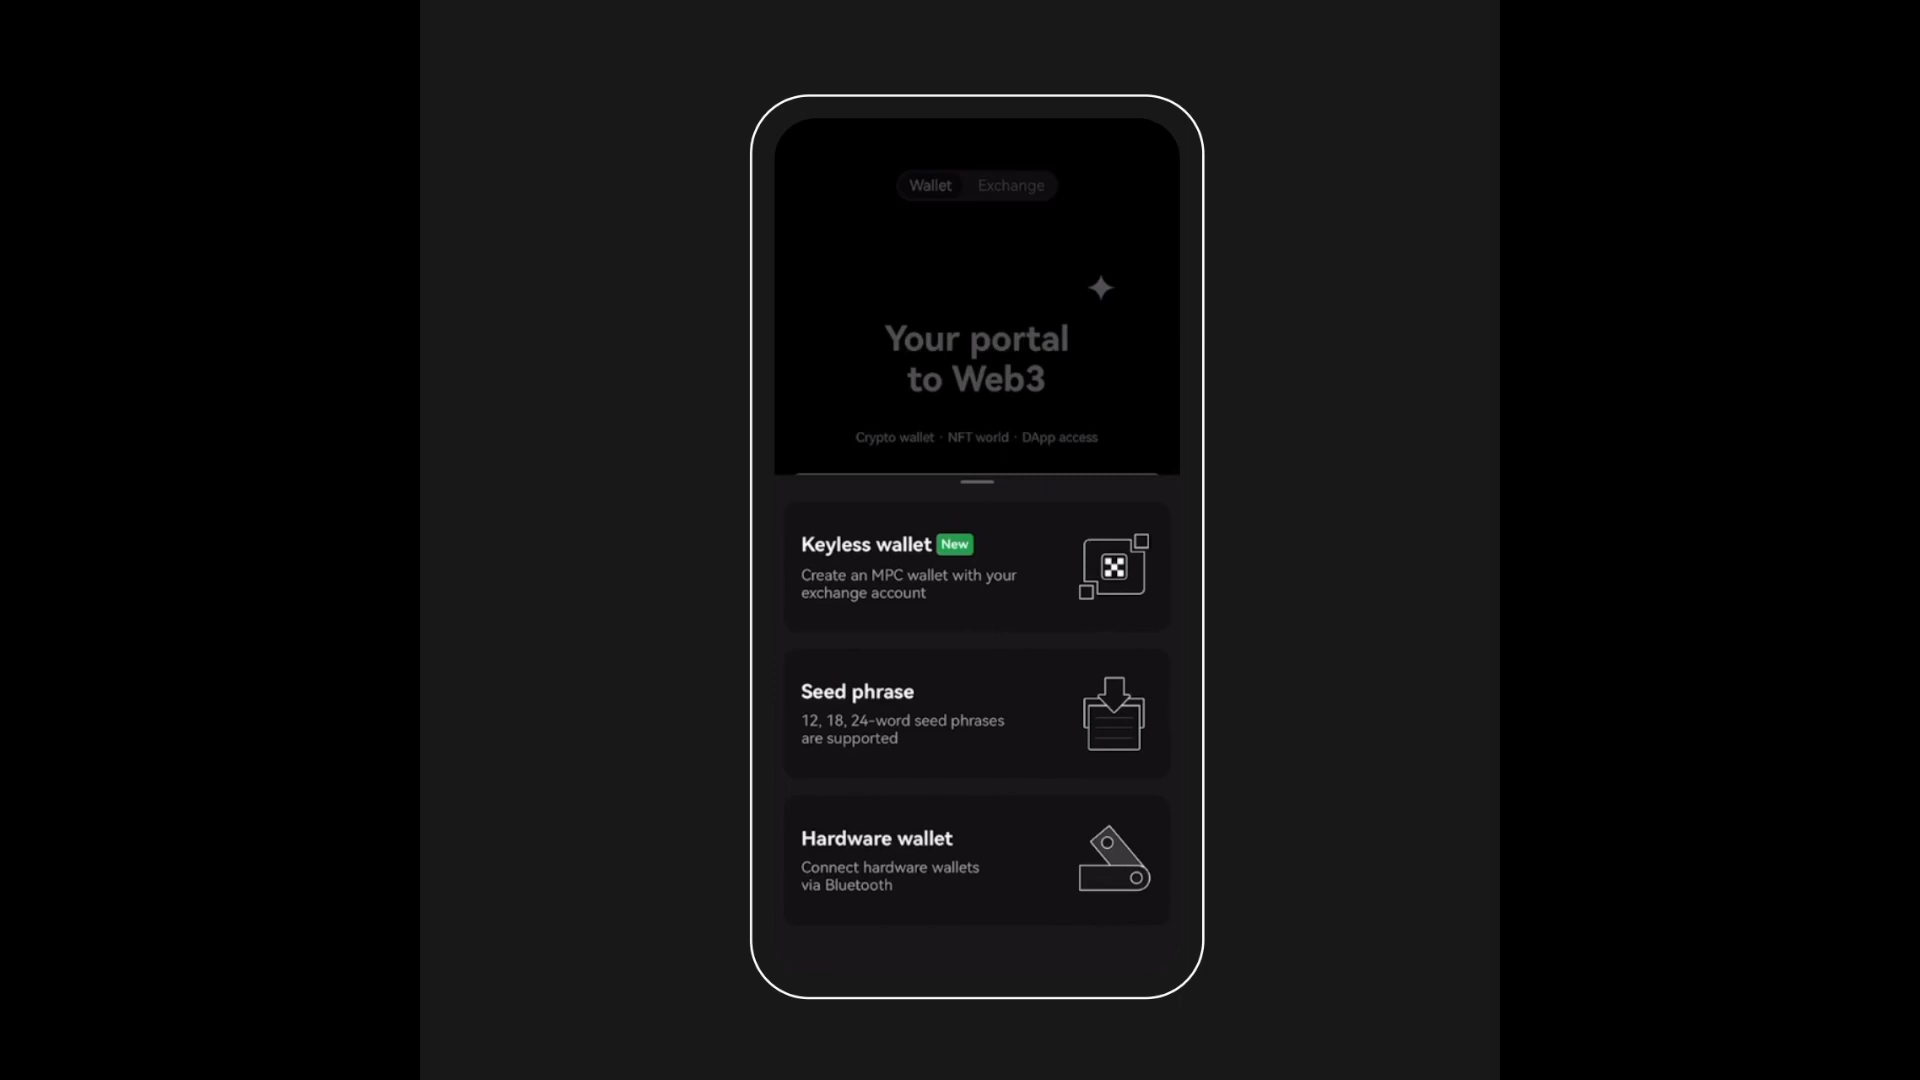 Wallet Exchange
Your portal
to Web3
Crypto wallet · NFT world · DApp access
Keyless wallet New
Create an MPC wallet with your
exchange account
Seed phrase
12, 18, 24-word seed phrases
are supported
Hardware wallet
Connect hardware wallets
via Bluetooth